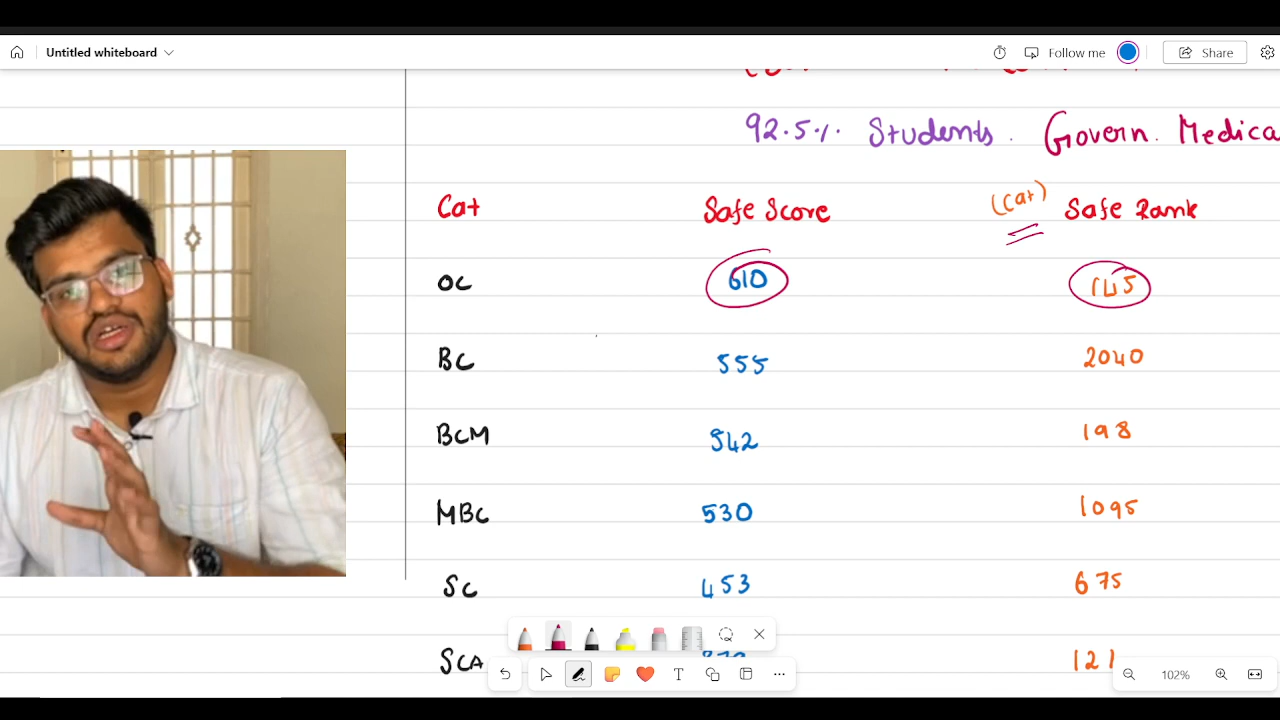 Untitled whiteboard
Follow me
Share
92.5%. Students. Govern. Medica
Cat Safe Score (Cat) Safe Rank
OC 610 145
BC 555 2040
BCM 542 198
MBC 530 1095
SC 453 675
SCA 121
102%